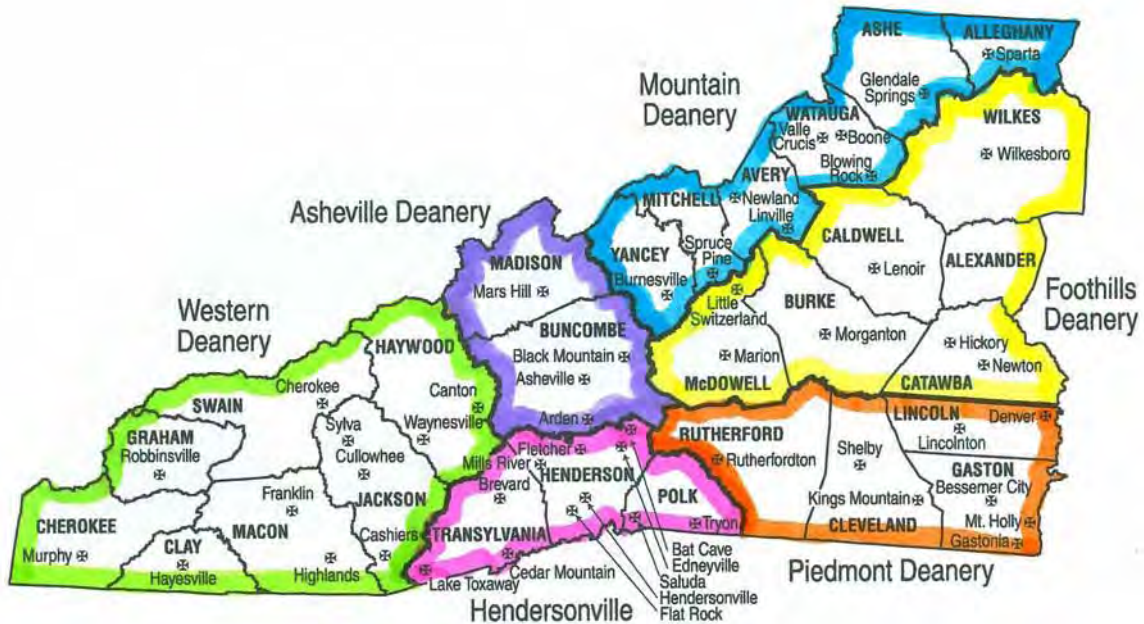 ASHE
ALLEGHANY
Sparta
Mountain
Deanery
Glendale
Springs
WATAUGA
Valle
Crucis
Boone
Blowing
Rock
WILKES
Wilkesboro
AVERY
Newland
Linville
MITCHELL
Spruce
Pine
YANCEY
Burnesville
Asheville Deanery
MADISON
Mars Hill
BUNCOMBE
Black Mountain
Asheville
Arden
CALDWELL
Lenoir
ALEXANDER
Foothills
Deanery
Little
Switzerland
BURKE
Morganton
Hickory
Newton
Marion
McDOWELL
CATAWBA
Western
Deanery
HAYWOOD
Canton
Waynesville
Cherokee
SWAIN
Sylva
Cullowhee
GRAHAM
Robbinsville
JACKSON
Cashiers
Franklin
MACON
Highlands
CHEROKEE
Murphy
CLAY
Hayesville
Fletcher
Mills River
HENDERSON
Brevard
TRANSYLVANIA
POLK
Tryon
Lake Toxaway
Cedar Mountain
Bat Cave
Edneyville
Saluda
Hendersonville
Flat Rock
Hendersonville
RUTHERFORD
Rutherfordton
Shelby
Kings Mountain
CLEVELAND
LINCOLN
Denver
Lincolnton
GASTON
Bessemer City
Mt. Holly
Gastonia
Piedmont Deanery